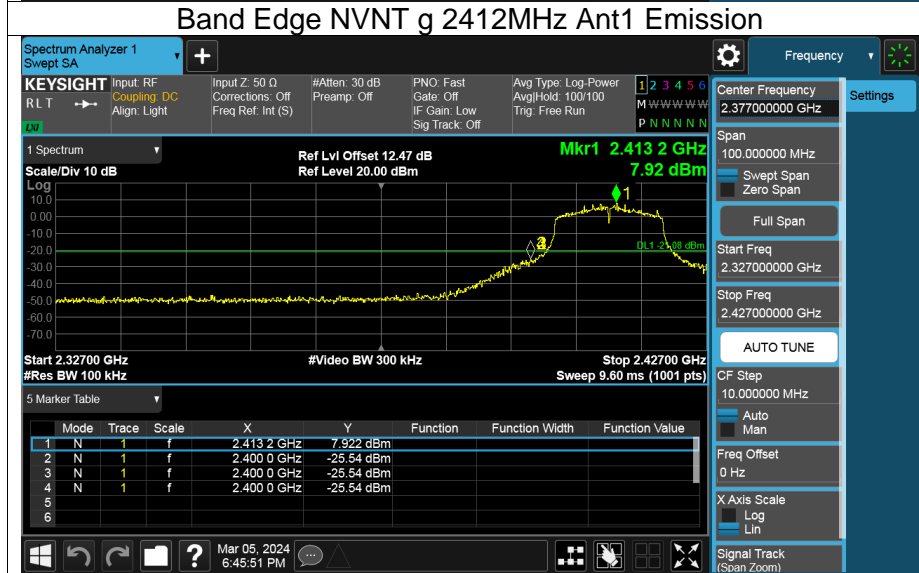 Band Edge NVNT g 2412MHz Ant1 Emission
Spectrum Analyzer 1
Swept SA
+
Frequency
KEYSIGHT
RLT
LXI
Input: RF
Coupling: DC
Align: Light
Input Z: 50 Ω
Corrections: Off
Freq Ref: Int (S)
#Atten: 30 dB
Preamp: Off
PNO: Fast
Gate: Off
IF Gain: Low
Sig Track: Off
Avg Type: Log-Power
Avg|Hold: 100/100
Trig: Free Run
1 2 3 4 5 6
M W W W W W
P N N N N N
1 Spectrum
Scale/Div 10 dB
Ref Lvl Offset 12.47 dB
Ref Level 20.00 dBm
Mkr1 2.413 2 GHz
7.92 dBm
Log
10.0
0.00
-10.0
-20.0
-30.0
-40.0
-50.0
-60.0
-70.0
1
DL1 -21.08 dBm
Start 2.32700 GHz
#Video BW 300 kHz
Stop 2.42700 GHz
#Res BW 100 kHz
Sweep 9.60 ms (1001 pts)
5 Marker Table
Mode Trace Scale X Y Function Function Width Function Value
1 N 1 f 2.413 2 GHz 7.922 dBm
2 N 1 f 2.400 0 GHz -25.54 dBm
3 N 1 f 2.400 0 GHz -25.54 dBm
4 N 1 f 2.400 0 GHz -25.54 dBm
5
6
?
Mar 05, 2024
6:45:51 PM
Center Frequency
2.377000000 GHz
Settings
Span
100.000000 MHz
Swept Span
Zero Span
Full Span
Start Freq
2.327000000 GHz
Stop Freq
2.427000000 GHz
AUTO TUNE
CF Step
10.000000 MHz
Auto
Man
Freq Offset
0 Hz
X Axis Scale
Log
Lin
Signal Track
(Span Zoom)